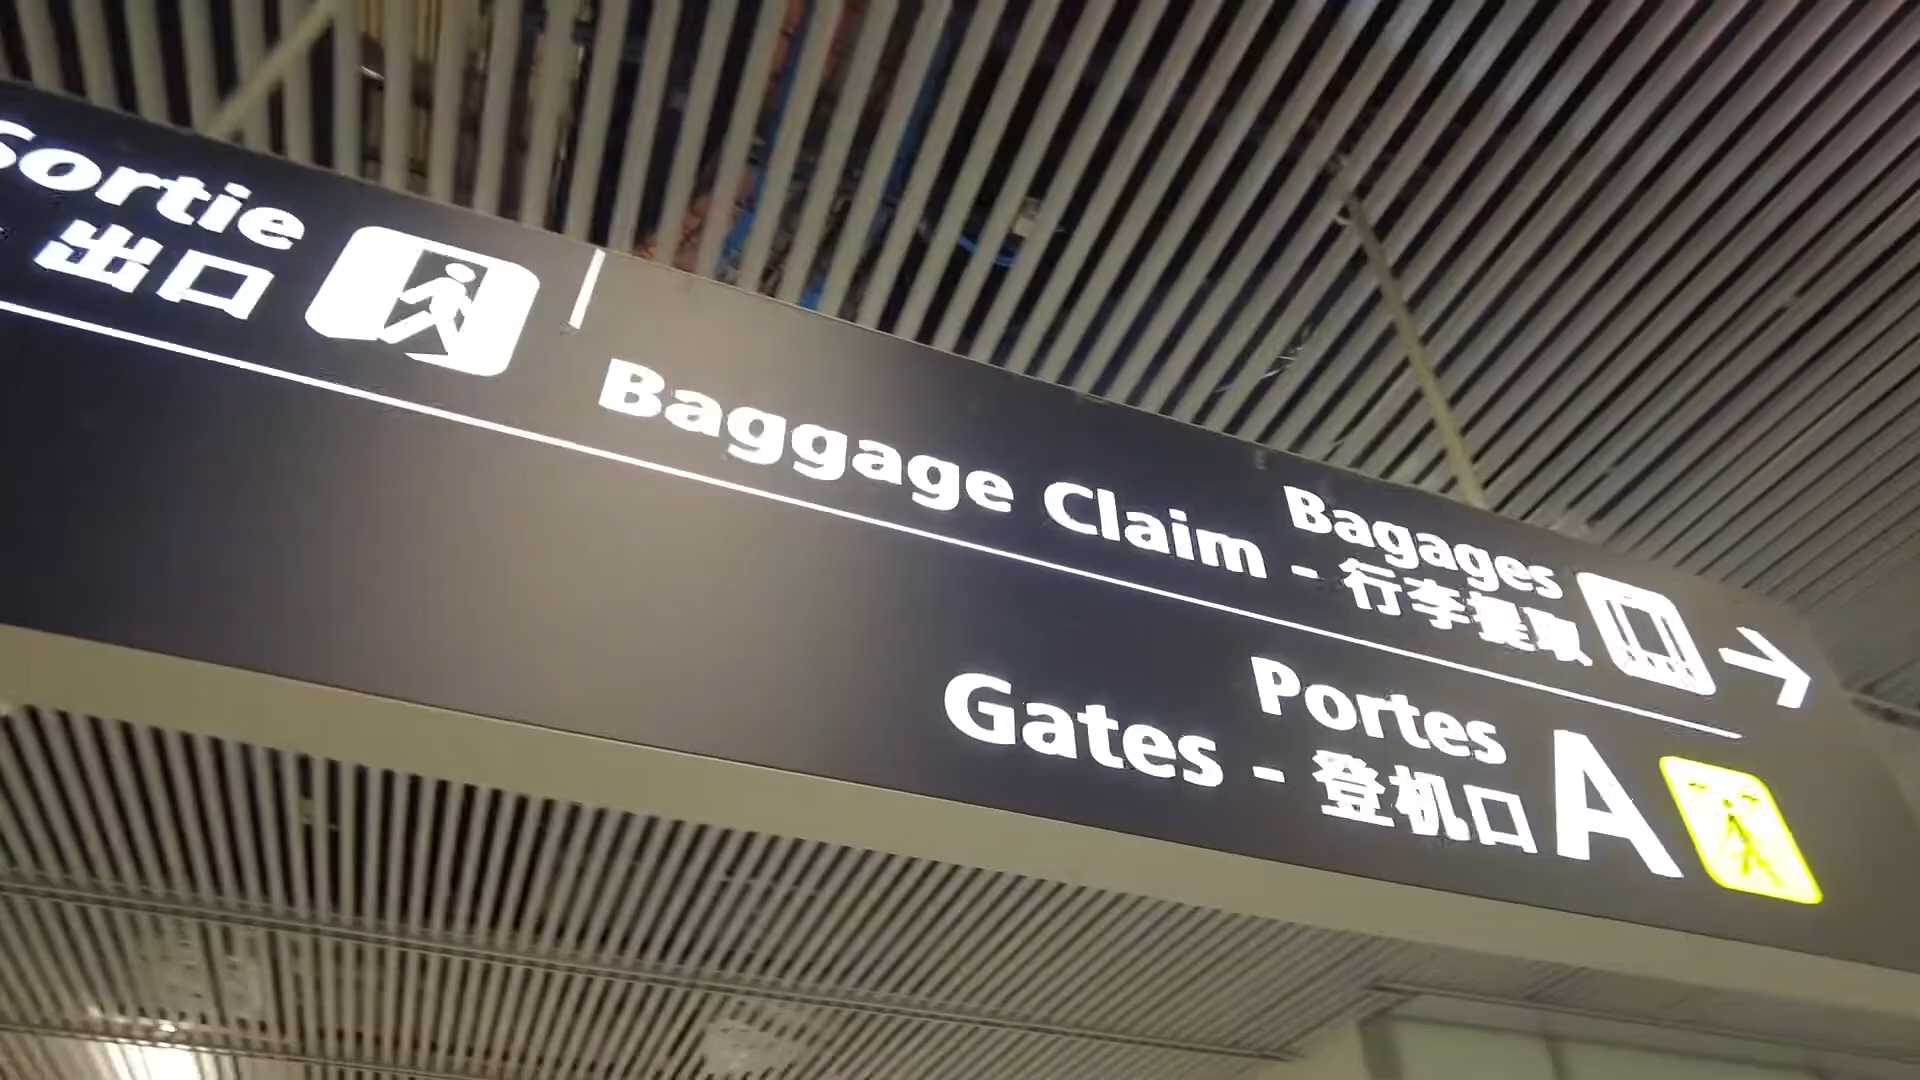 Sortie
出口
Baggage Claim - Bagages
行李提取
Gates - Portes
登机口
A